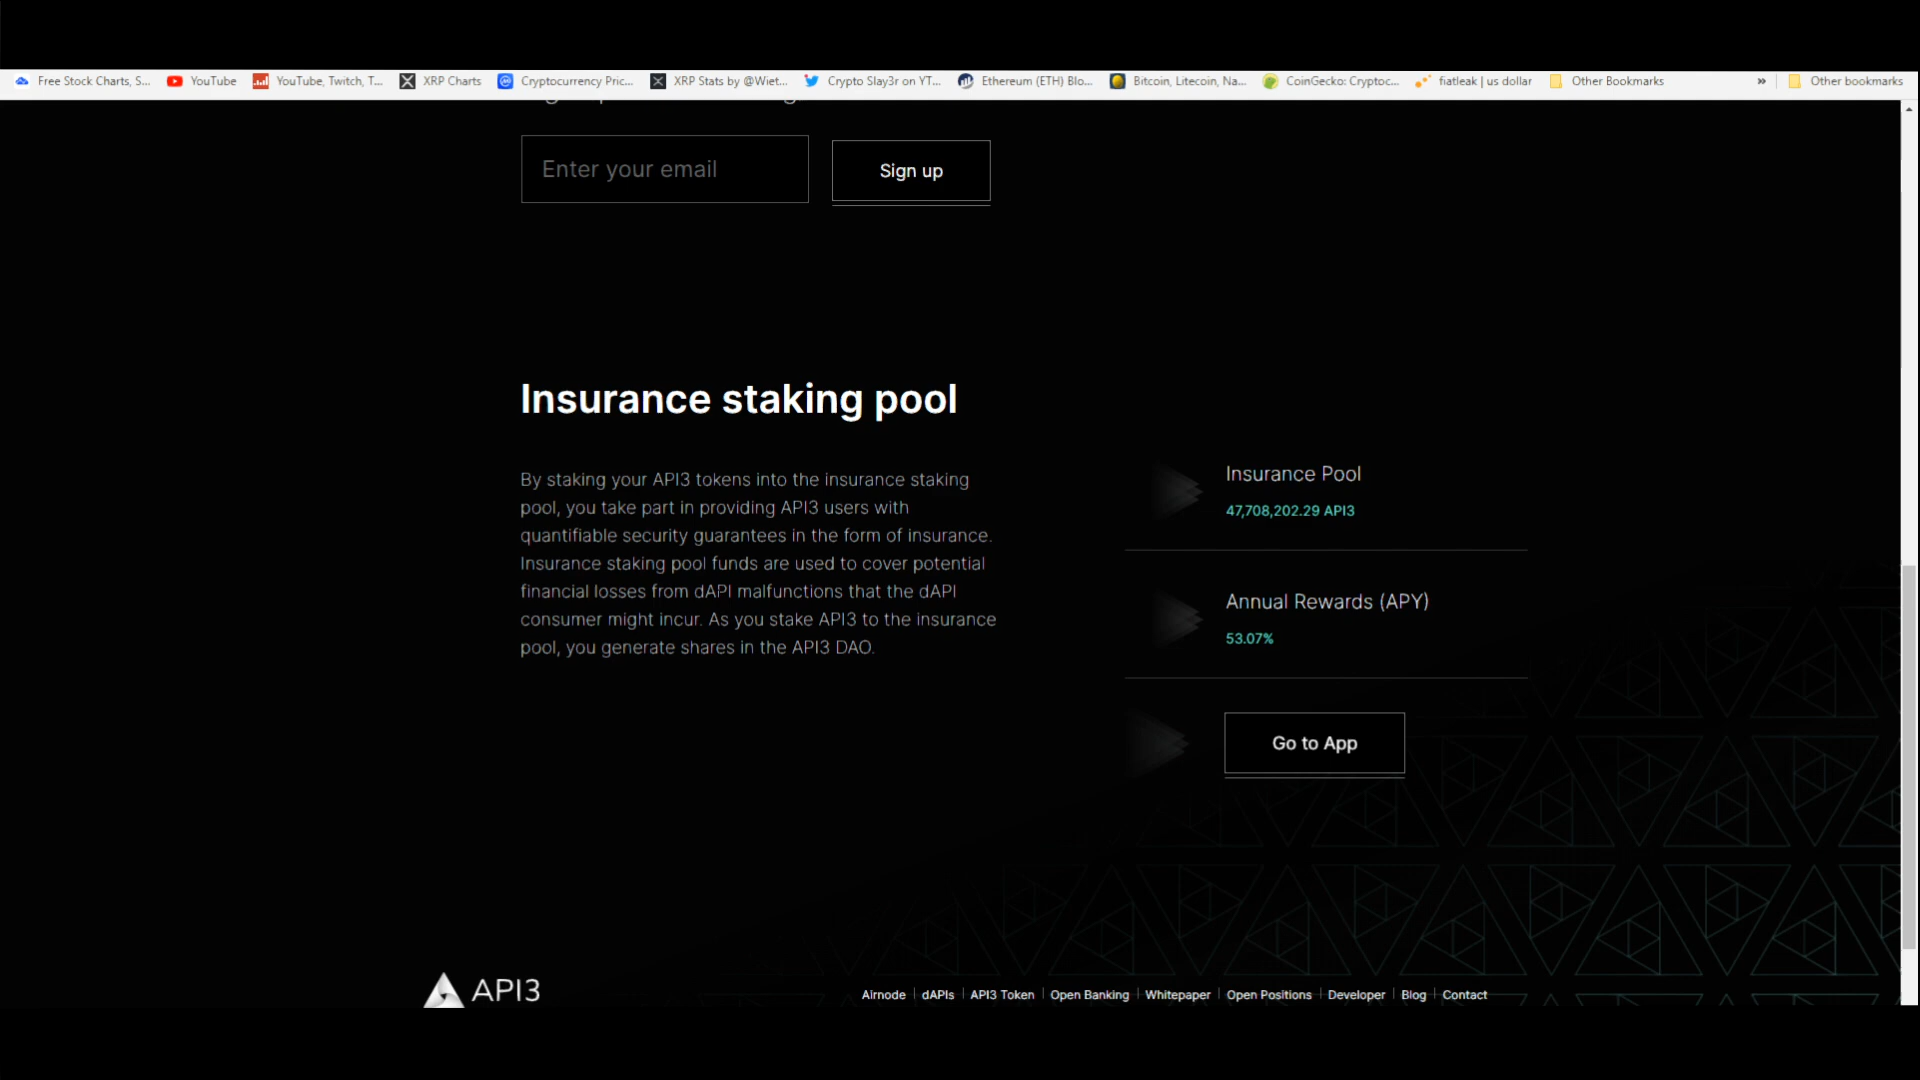 Free Stock Charts, S...
YouTube
YouTube, Twitch, T...
XRP Charts
Cryptocurrency Pric...
XRP Stats by @Wiet...
Crypto Slay3r on YT...
Ethereum (ETH) Blo...
Bitcoin, Litecoin, Na...
CoinGecko: Cryptoc...
fiatleak | us dollar
Other Bookmarks
»
Other bookmarks
Enter your email
Sign up
Insurance staking pool
By staking your API3 tokens into the insurance staking
pool, you take part in providing API3 users with
quantifiable security guarantees in the form of insurance.
Insurance staking pool funds are used to cover potential
financial losses from dAPI malfunctions that the dAPI
consumer might incur. As you stake API3 to the insurance
pool, you generate shares in the API3 DAO.
Insurance Pool
47,708,202.29 API3
Annual Rewards (APY)
53.07%
Go to App
API3
Airnode | dAPIs | API3 Token | Open Banking | Whitepaper | Open Positions | Developer | Blog | Contact